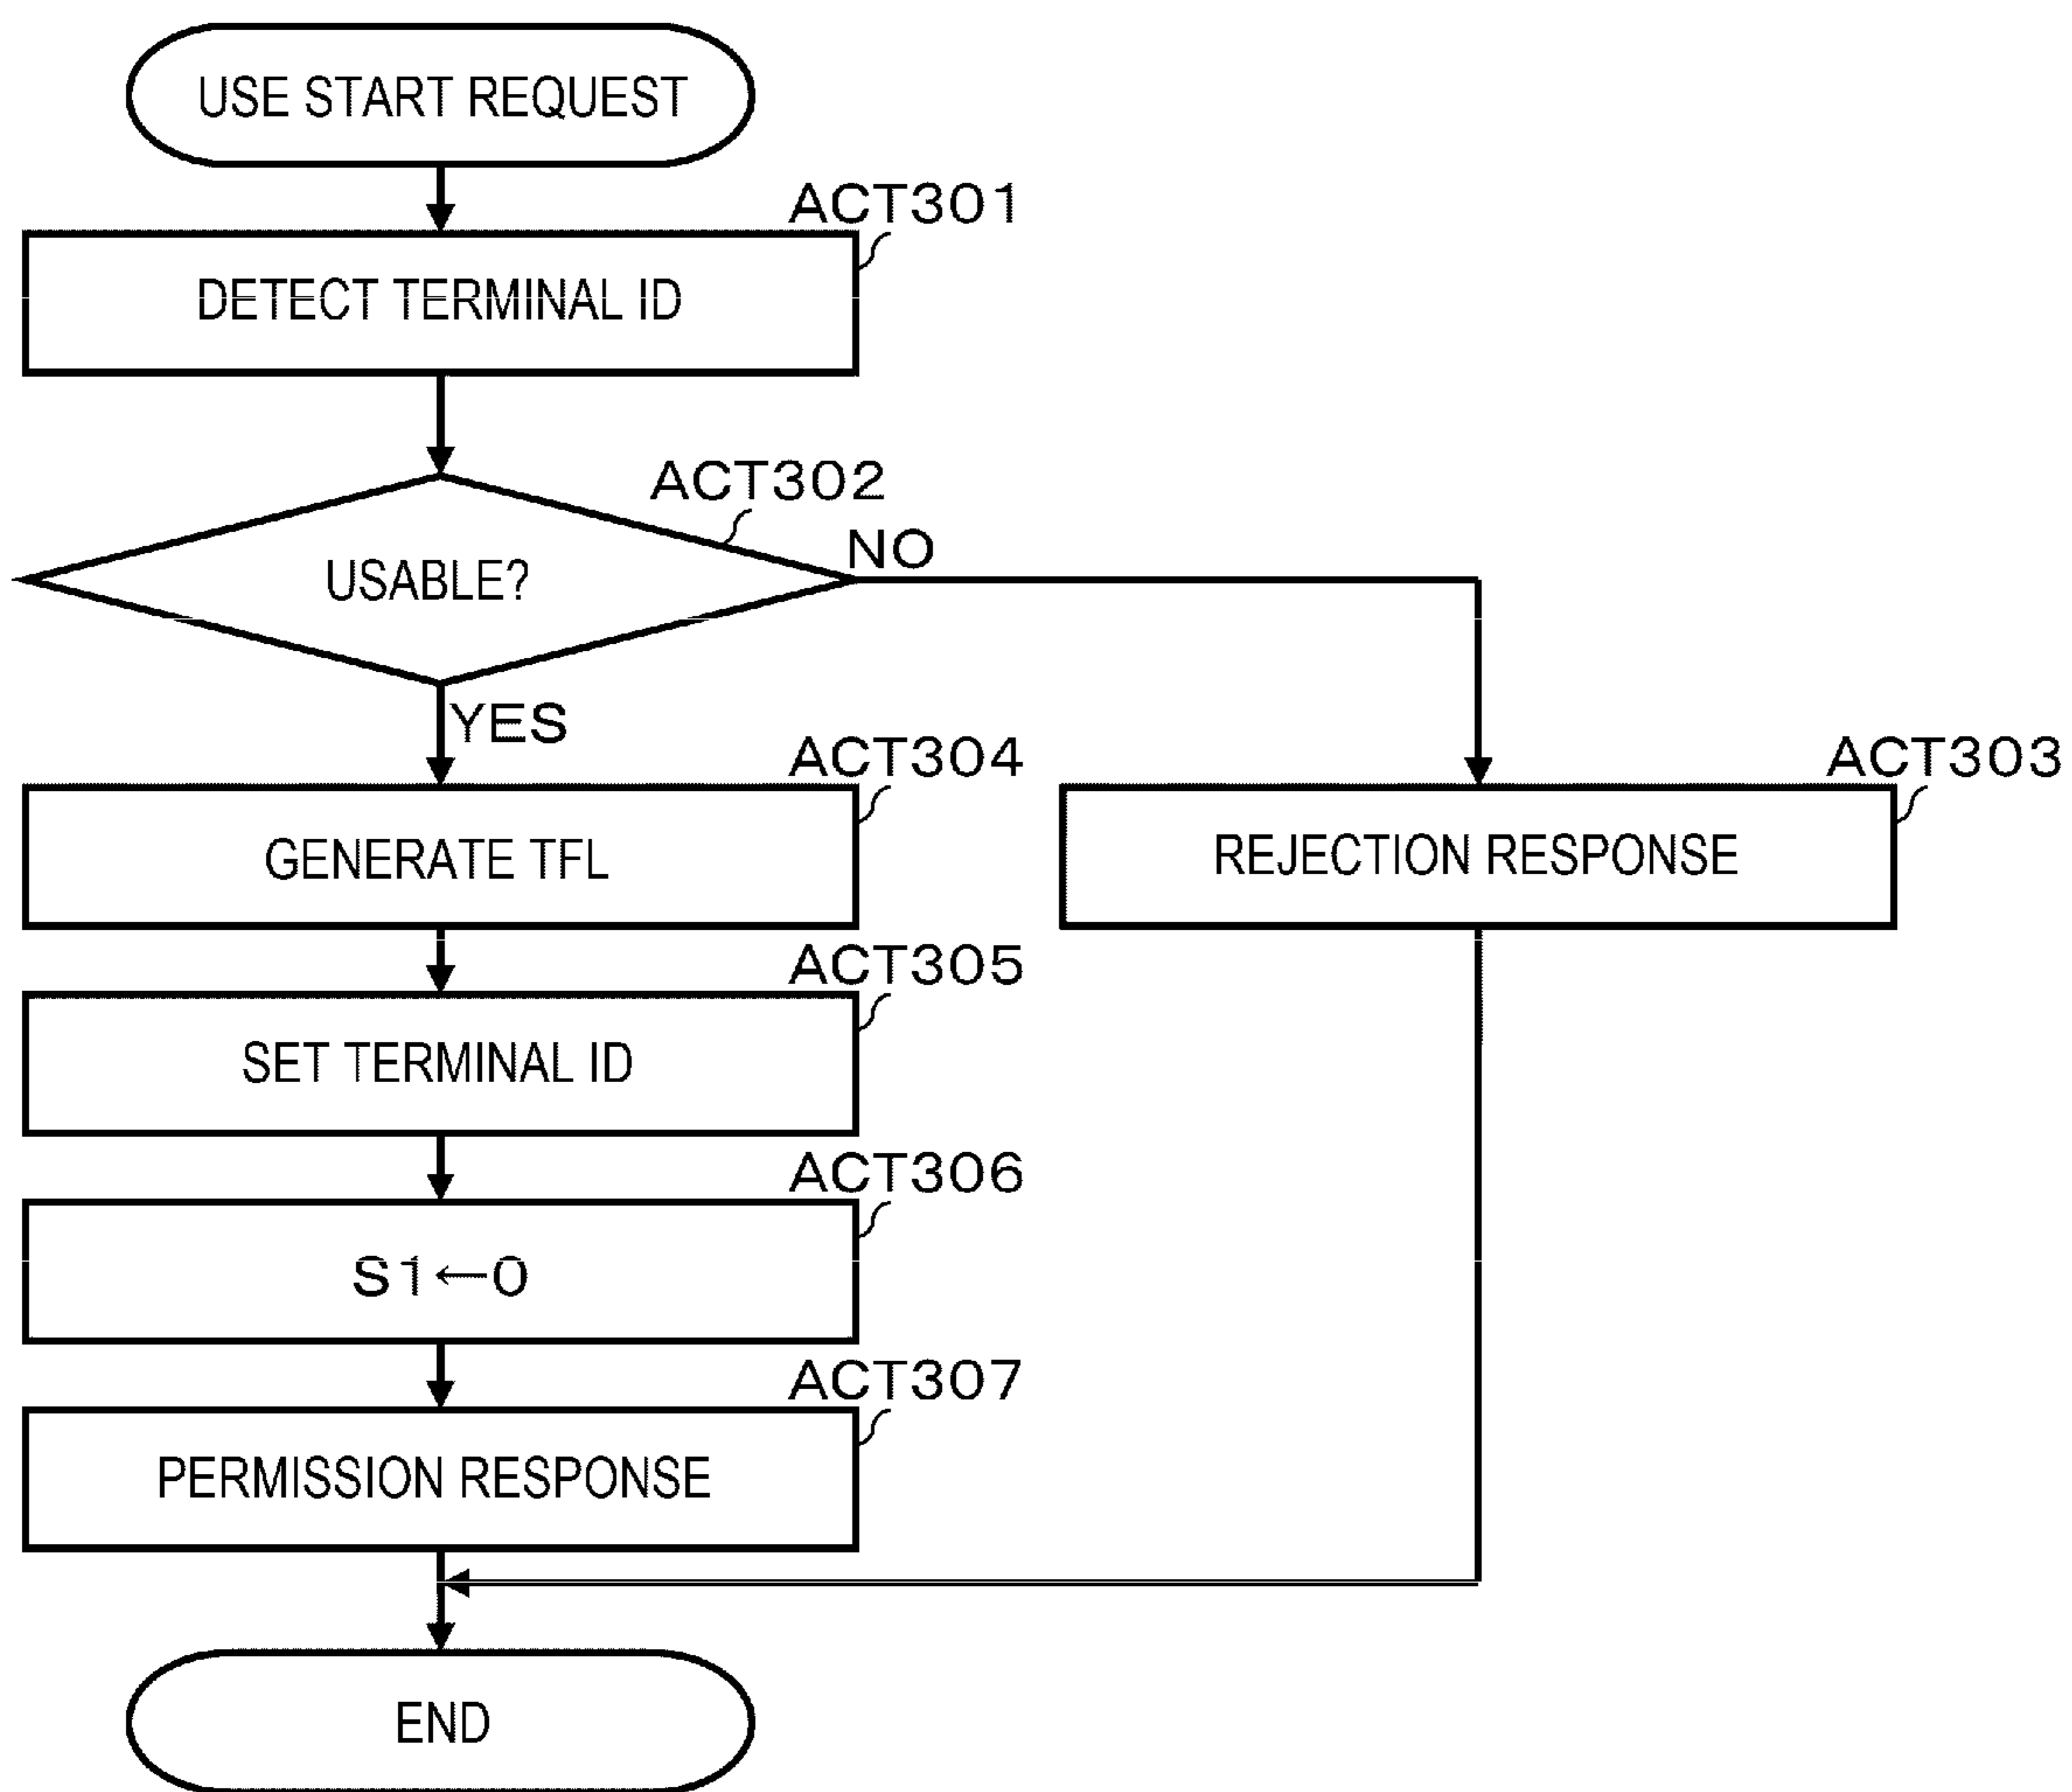 USE START REQUEST
ACT301
DETECT TERMINAL ID
ACT302
USABLE?
NO
YES
ACT304
GENERATE TFL
ACT303
REJECTION RESPONSE
ACT305
SET TERMINAL ID
ACT306
S1←0
ACT307
PERMISSION RESPONSE
END